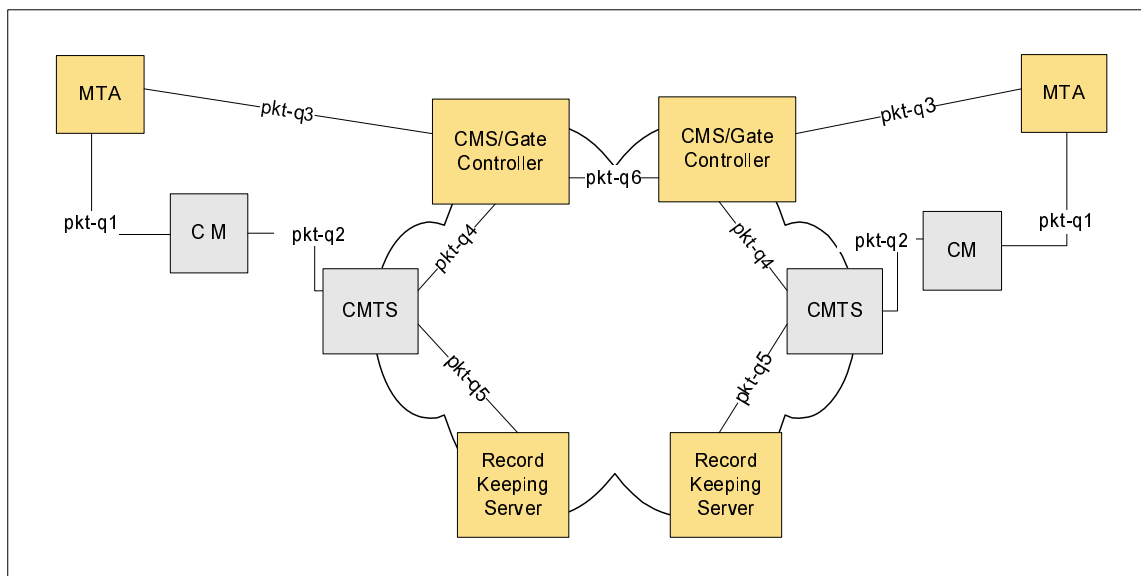 MTA
pkt-q3
CMS/Gate
Controller
pkt-q6
CMS/Gate
Controller
pkt-q3
MTA
pkt-q1
C M
pkt-q2
pkt-q4
CMTS
pkt-q4
CMTS
pkt-q2
CM
pkt-q1
pkt-q5
pkt-q5
Record
Keeping
Server
Record
Keeping
Server